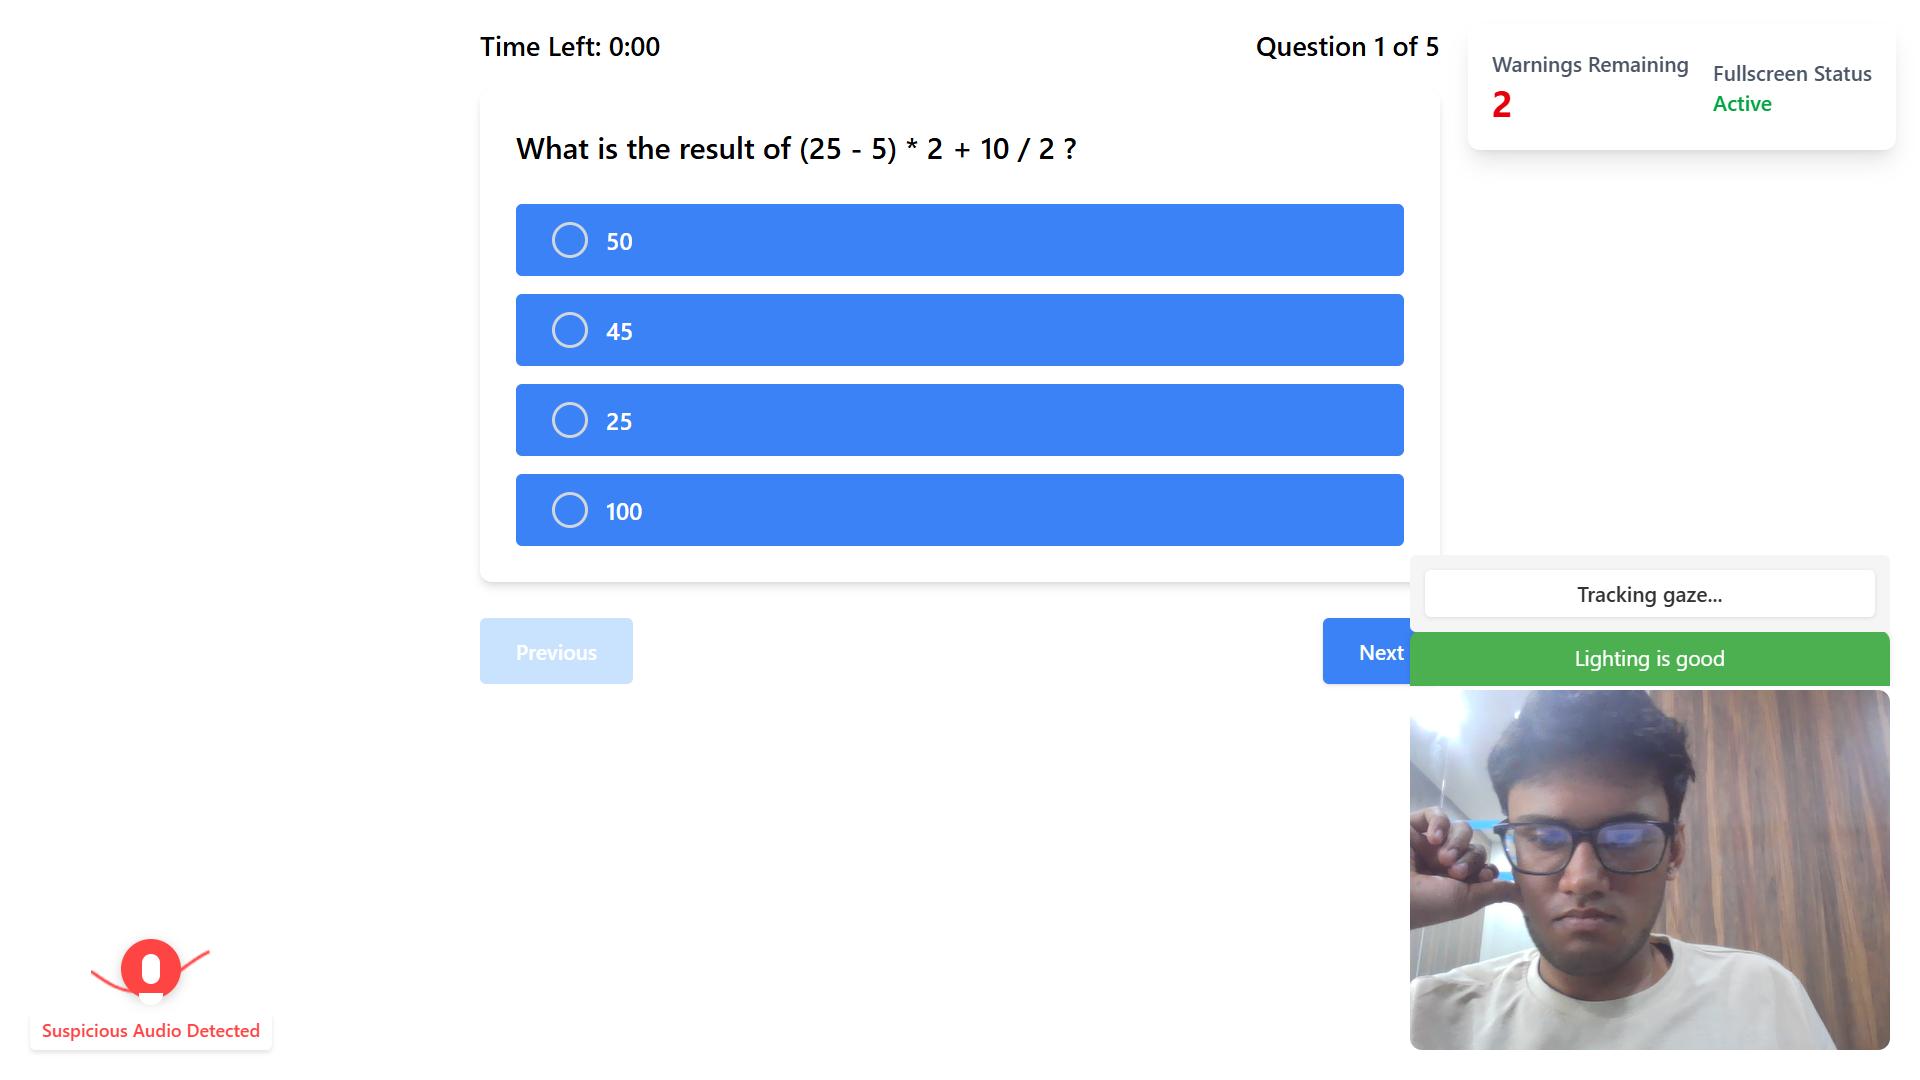 Time Left: 0:00
Question 1 of 5
Warnings Remaining
2
Fullscreen Status
Active
What is the result of (25 - 5) * 2 + 10 / 2 ?
50
45
25
100
Previous
Next
Tracking gaze...
Lighting is good
Suspicious Audio Detected